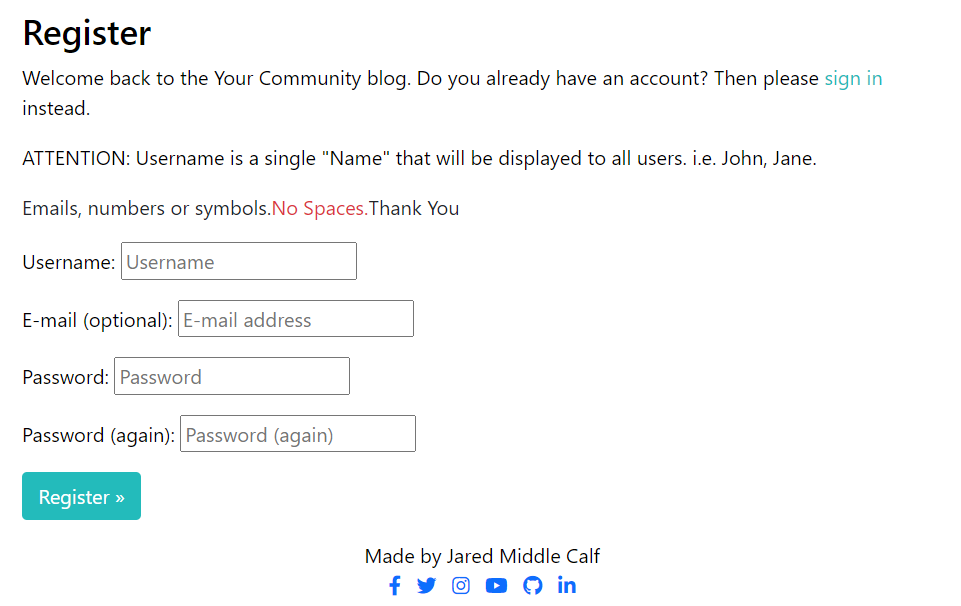 Register
Welcome back to the Your Community blog. Do you already have an account? Then please sign in
instead.
ATTENTION: Username is a single "Name" that will be displayed to all users. i.e. John, Jane.
Emails, numbers or symbols.No Spaces.Thank You
Username: Username
E-mail (optional): E-mail address
Password: Password
Password (again): Password (again)
Register »
Made by Jared Middle Calf